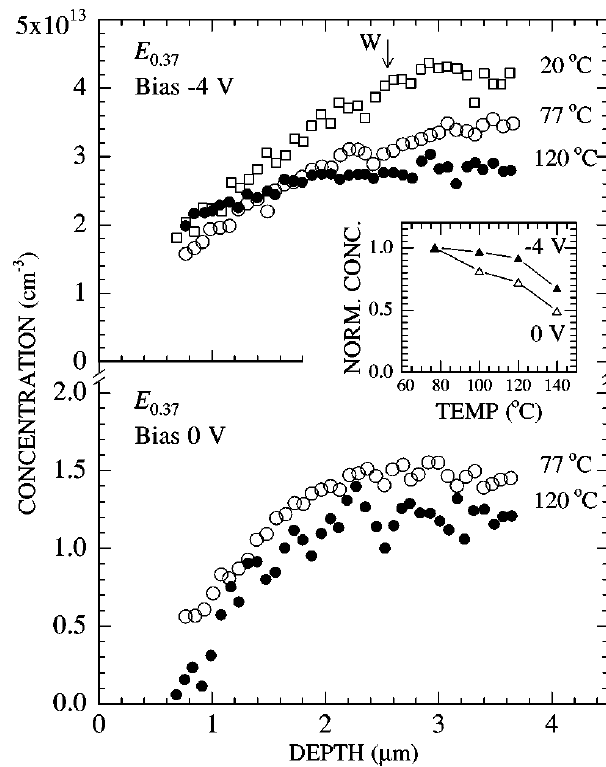 5x10^13
E_0.37
Bias -4 V
W
20 °C
4
77 °C
3
120 °C
2
1
0
NORM. CONC.
1.0
0.5
0.0
-4 V
0 V
60 80 100 120 140
TEMP (°C)
CONCENTRATION (cm^-3)
2.0
E_0.37
Bias 0 V
1.5
77 °C
120 °C
1.0
0.5
0.0
0 1 2 3 4
DEPTH (µm)